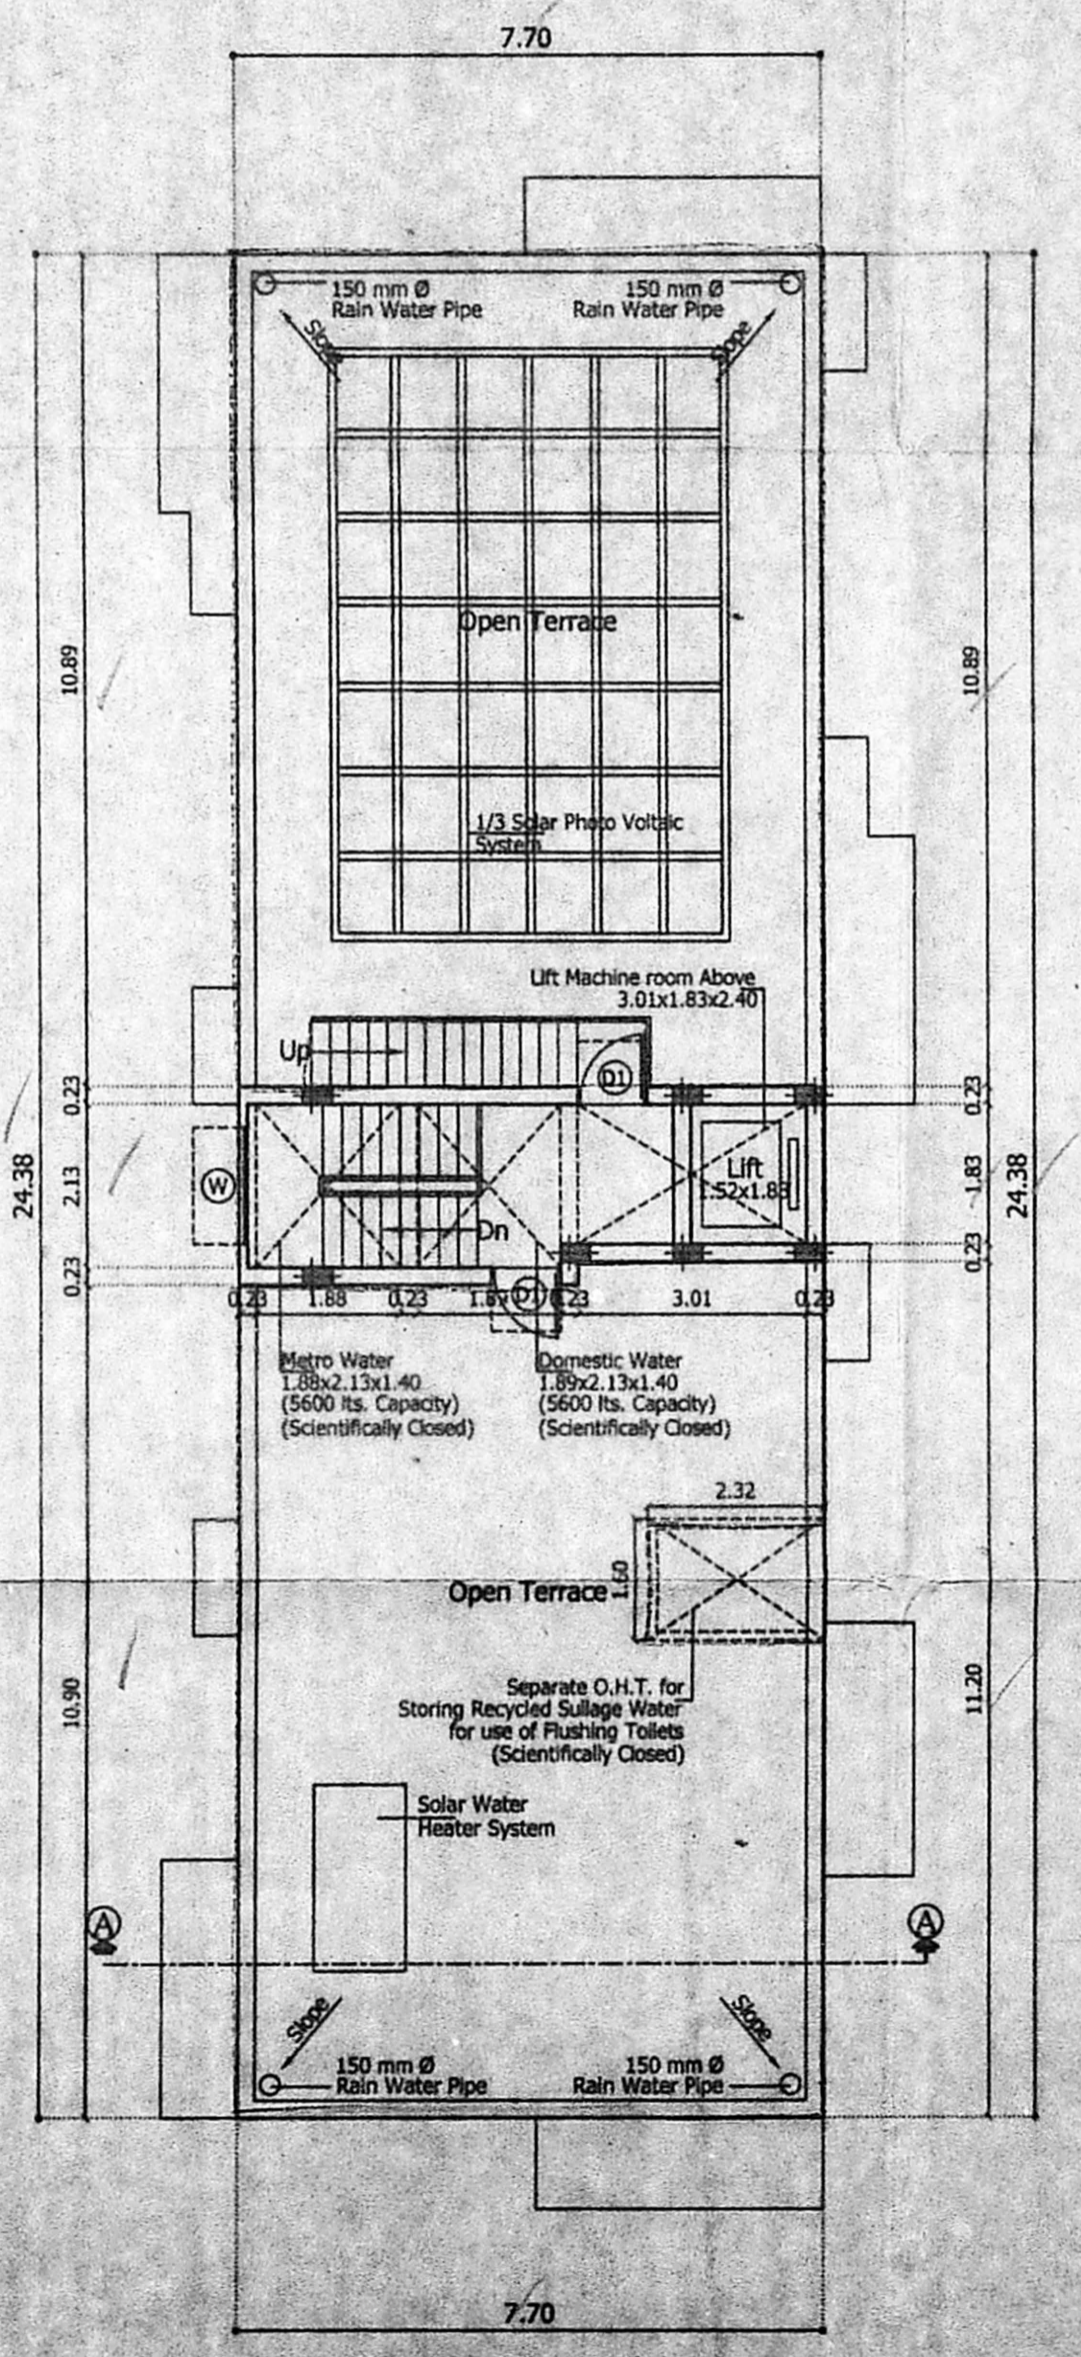 7.70
150 mm Ø
Rain Water Pipe
150 mm Ø
Rain Water Pipe
Slope
Slope
Open Terrace
10.89
10.89
1/3 Solar Photo Voltaic
System
Lift Machine room Above
3.01x1.83x2.40
Up
D1
0.23
0.23
24.38
2.13
W
Lift
1.52x1.83
1.83
24.38
Dn
0.23
0.23
D1
0.23
1.88
0.23
1.89
0.23
3.01
0.23
Metro Water
1.88x2.13x1.40
(5600 lts. Capacity)
(Scientifically Closed)
Domestic Water
1.89x2.13x1.40
(5600 lts. Capacity)
(Scientifically Closed)
2.32
1.60
Open Terrace
10.90
11.20
Separate O.H.T. for
Storing Recycled Sullage Water
for use of Flushing Toilets
(Scientifically Closed)
Solar Water
Heater System
A
A
Slope
Slope
150 mm Ø
Rain Water Pipe
150 mm Ø
Rain Water Pipe
7.70